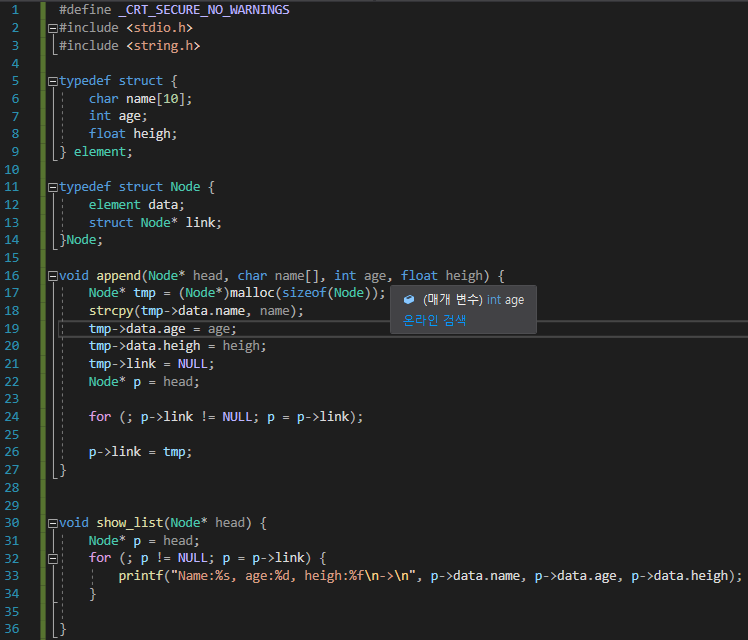 1 #define _CRT_SECURE_NO_WARNINGS
2 #include <stdio.h>
3 #include <string.h>
4
5 typedef struct {
6     char name[10];
7     int age;
8     float heigh;
9 } element;
10
11 typedef struct Node {
12     element data;
13     struct Node* link;
14 }Node;
15
16 void append(Node* head, char name[], int age, float heigh) {
17     Node* tmp = (Node*)malloc(sizeof(Node));
(매개 변수) int age
온라인 검색
18     strcpy(tmp->data.name, name);
19     tmp->data.age = age;
20     tmp->data.heigh = heigh;
21     tmp->link = NULL;
22     Node* p = head;
23
24     for (; p->link != NULL; p = p->link);
25
26     p->link = tmp;
27 }
28
29
30 void show_list(Node* head) {
31     Node* p = head;
32     for (; p != NULL; p = p->link) {
33         printf("Name:%s, age:%d, heigh:%f\n->\n", p->data.name, p->data.age, p->data.heigh);
34     }
35
36 }